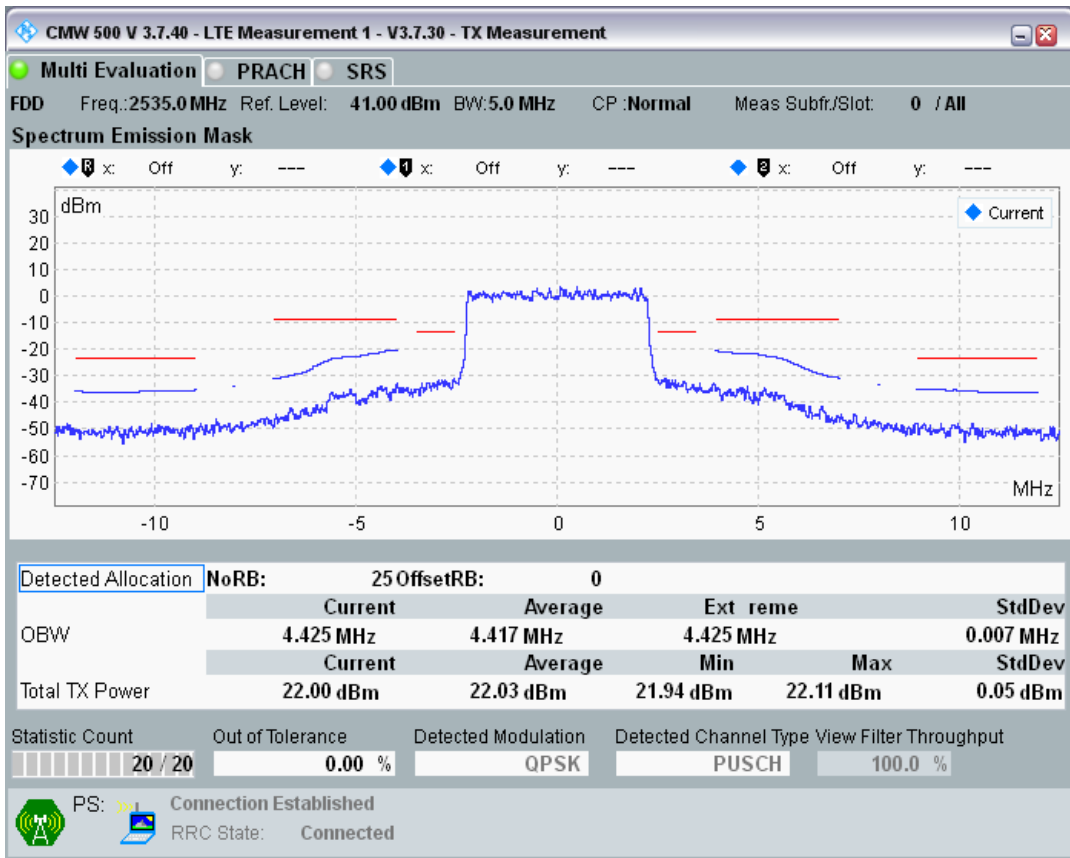 CMW 500 V 3.7.40 - LTE Measurement 1 - V3.7.30 - TX Measurement
Multi Evaluation PRACH SRS
FDD Freq.:2535.0 MHz Ref. Level: 41.00 dBm BW:5.0 MHz CP :Normal Meas Subfr./Slot: 0 / All
Spectrum Emission Mask
R x: Off y: --- 1 x: Off y: --- 2 x: Off y: ---
dBm
Current
30
20
10
0
-10
-20
-30
-40
-50
-60
-70
MHz
-10 -5 0 5 10
Detected Allocation NoRB: 25 OffsetRB: 0
Current Average Ext reme StdDev
OBW 4.425 MHz 4.417 MHz 4.425 MHz 0.007 MHz
Current Average Min Max StdDev
Total TX Power 22.00 dBm 22.03 dBm 21.94 dBm 22.11 dBm 0.05 dBm
Statistic Count Out of Tolerance Detected Modulation Detected Channel Type View Filter Throughput
20 / 20 0.00 % QPSK PUSCH 100.0 %
PS: Connection Established
RRC State: Connected